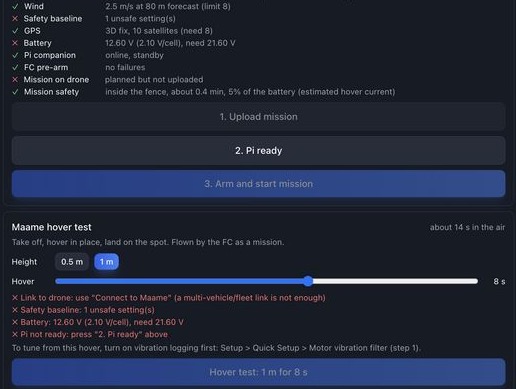 ✓ Wind 2.5 m/s at 80 m forecast (limit 8)
✕ Safety baseline 1 unsafe setting(s)
✓ GPS 3D fix, 10 satellites (need 8)
✕ Battery 12.60 V (2.10 V/cell), need 21.60 V
✓ Pi companion online, standby
✓ FC pre-arm no failures
✕ Mission on drone planned but not uploaded
✓ Mission safety inside the fence, about 0.4 min, 5% of the battery (estimated hover current)
1. Upload mission
2. Pi ready
3. Arm and start mission
Maame hover test about 14 s in the air
Take off, hover in place, land on the spot. Flown by the FC as a mission.
Height 0.5 m 1 m
Hover 8 s
✕ Link to drone: use "Connect to Maame" (a multi-vehicle/fleet link is not enough)
✕ Safety baseline: 1 unsafe setting(s)
✕ Battery: 12.60 V (2.10 V/cell), need 21.60 V
✕ Pi not ready: press "2. Pi ready" above
To tune from this hover, turn on vibration logging first: Setup > Quick Setup > Motor vibration filter (step 1).
Hover test: 1 m for 8 s